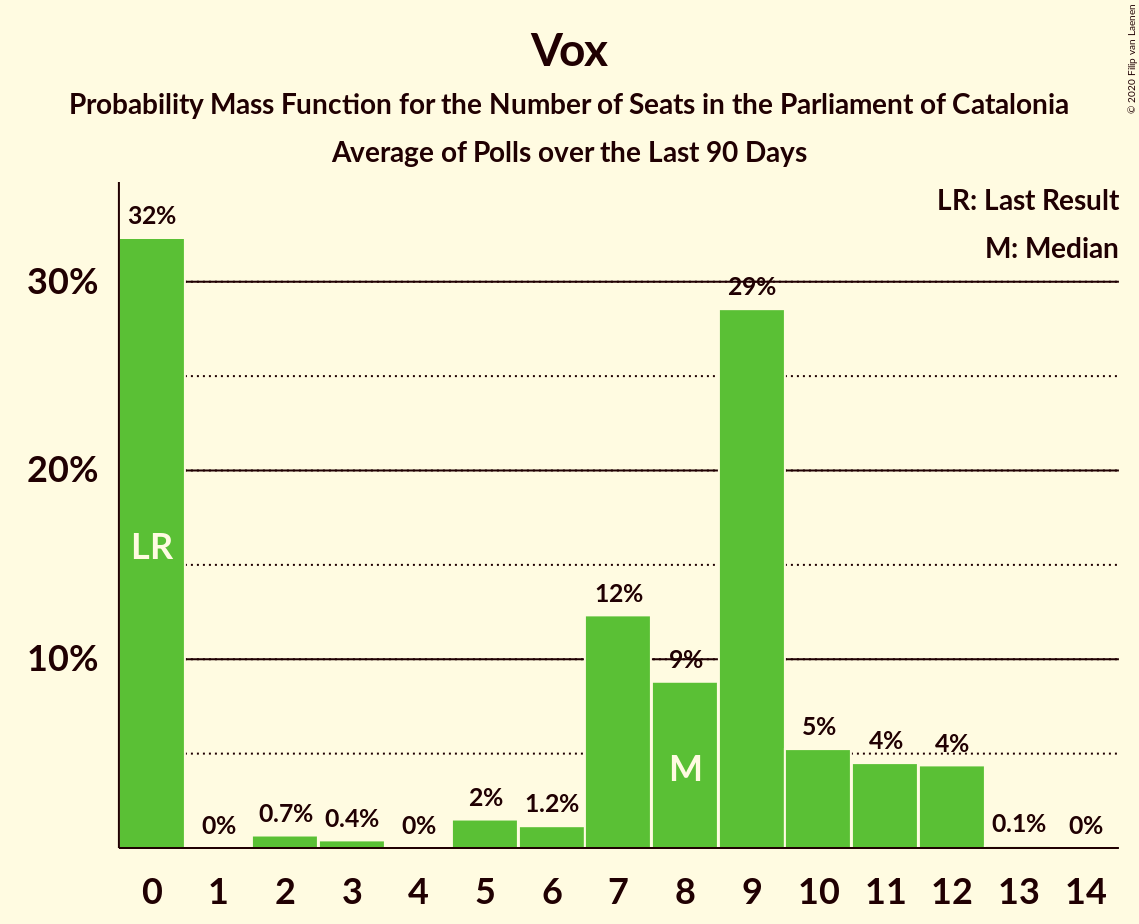 © 2020 Filip van Laenen
Vox
Probability Mass Function for the Number of Seats in the Parliament of Catalonia
Average of Polls over the Last 90 Days
LR: Last Result
M: Median
30%
20%
10%
32%
0%
0.7%
0.4%
0%
2%
1.2%
12%
9%
29%
5%
4%
4%
0.1%
0%
LR
M
0 1 2 3 4 5 6 7 8 9 10 11 12 13 14